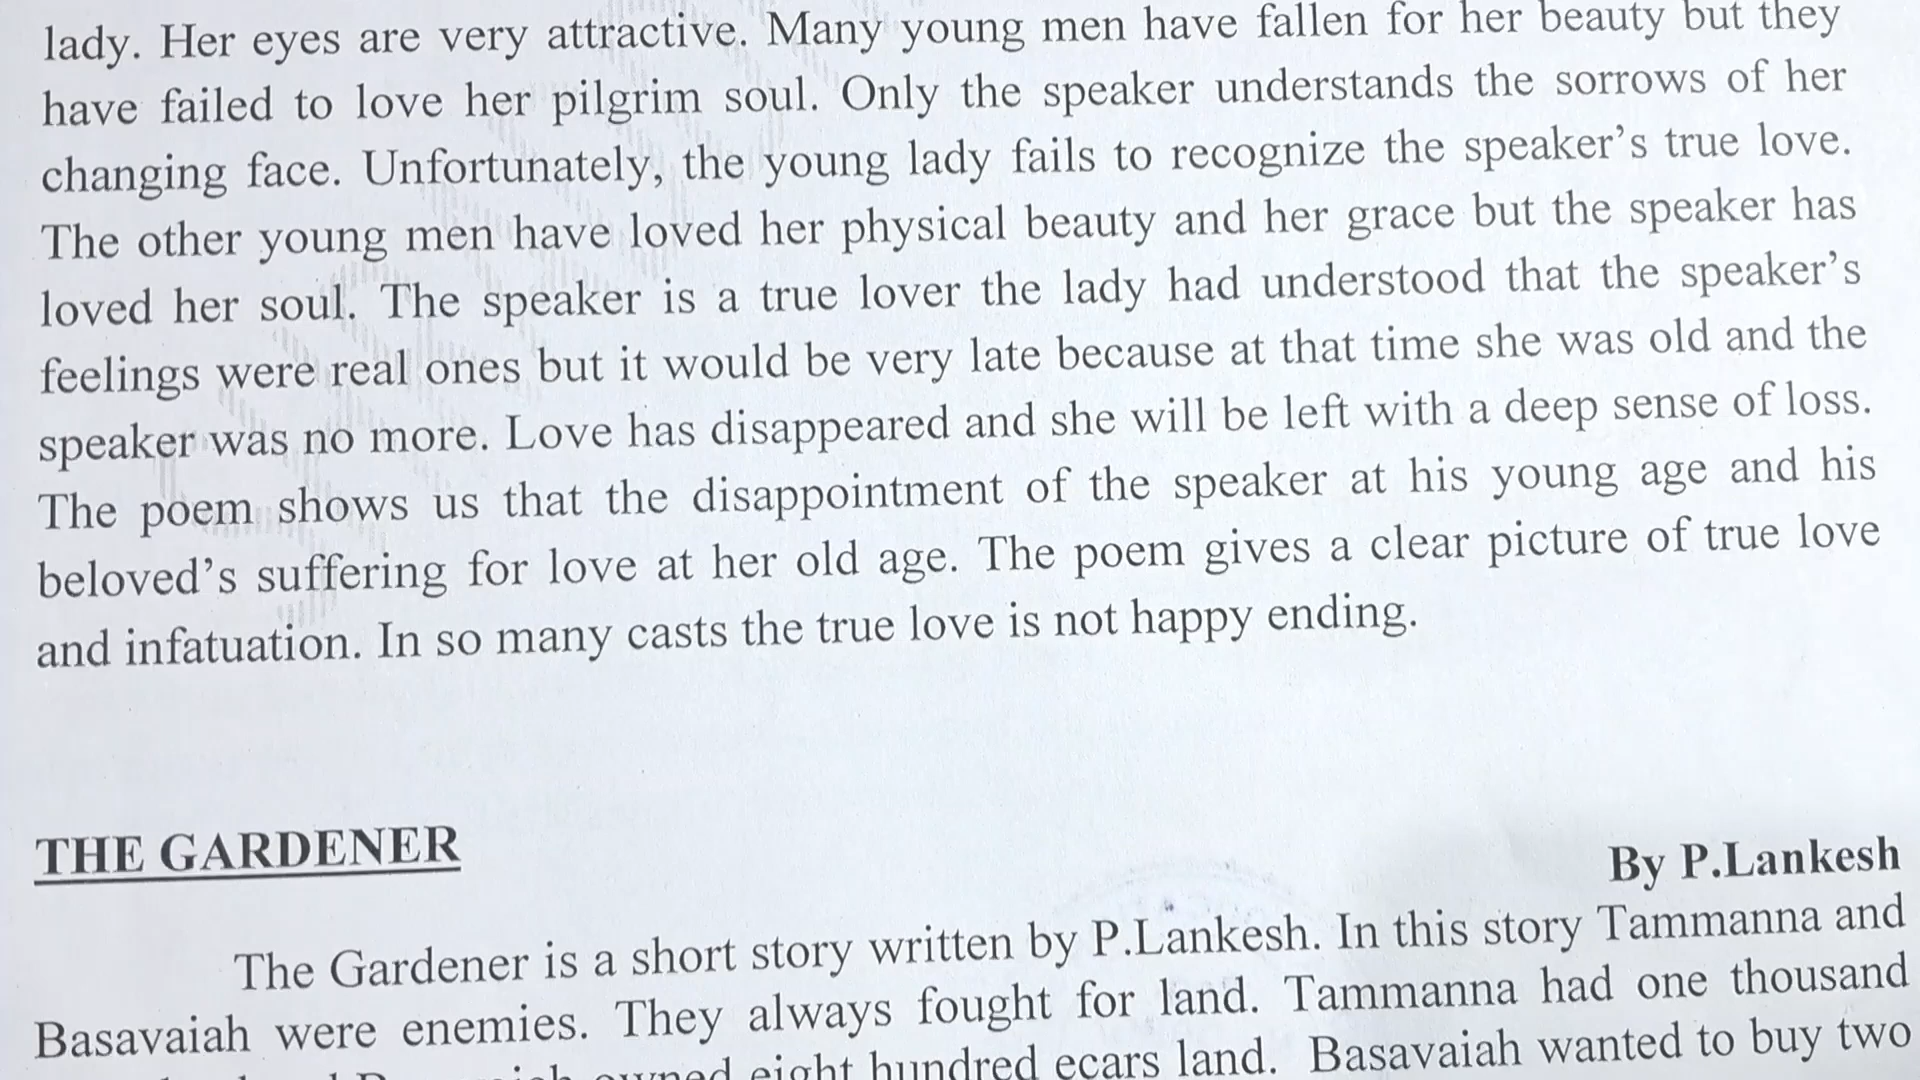 lady. Her eyes are very attractive. Many young men have fallen for her beauty but they
have failed to love her pilgrim soul. Only the speaker understands the sorrows of her
changing face. Unfortunately, the young lady fails to recognize the speaker's true love.
The other young men have loved her physical beauty and her grace but the speaker has
loved her soul. The speaker is a true lover the lady had understood that the speaker's
feelings were real ones but it would be very late because at that time she was old and the
speaker was no more. Love has disappeared and she will be left with a deep sense of loss.
The poem shows us that the disappointment of the speaker at his young age and his
beloved's suffering for love at her old age. The poem gives a clear picture of true love
and infatuation. In so many casts the true love is not happy ending.
THE GARDENER
By P.Lankesh
The Gardener is a short story written by P.Lankesh. In this story Tammanna and
Basavaiah were enemies. They always fought for land. Tammanna had one thousand
owned eight hundred ecars land. Basavaiah wanted to buy two